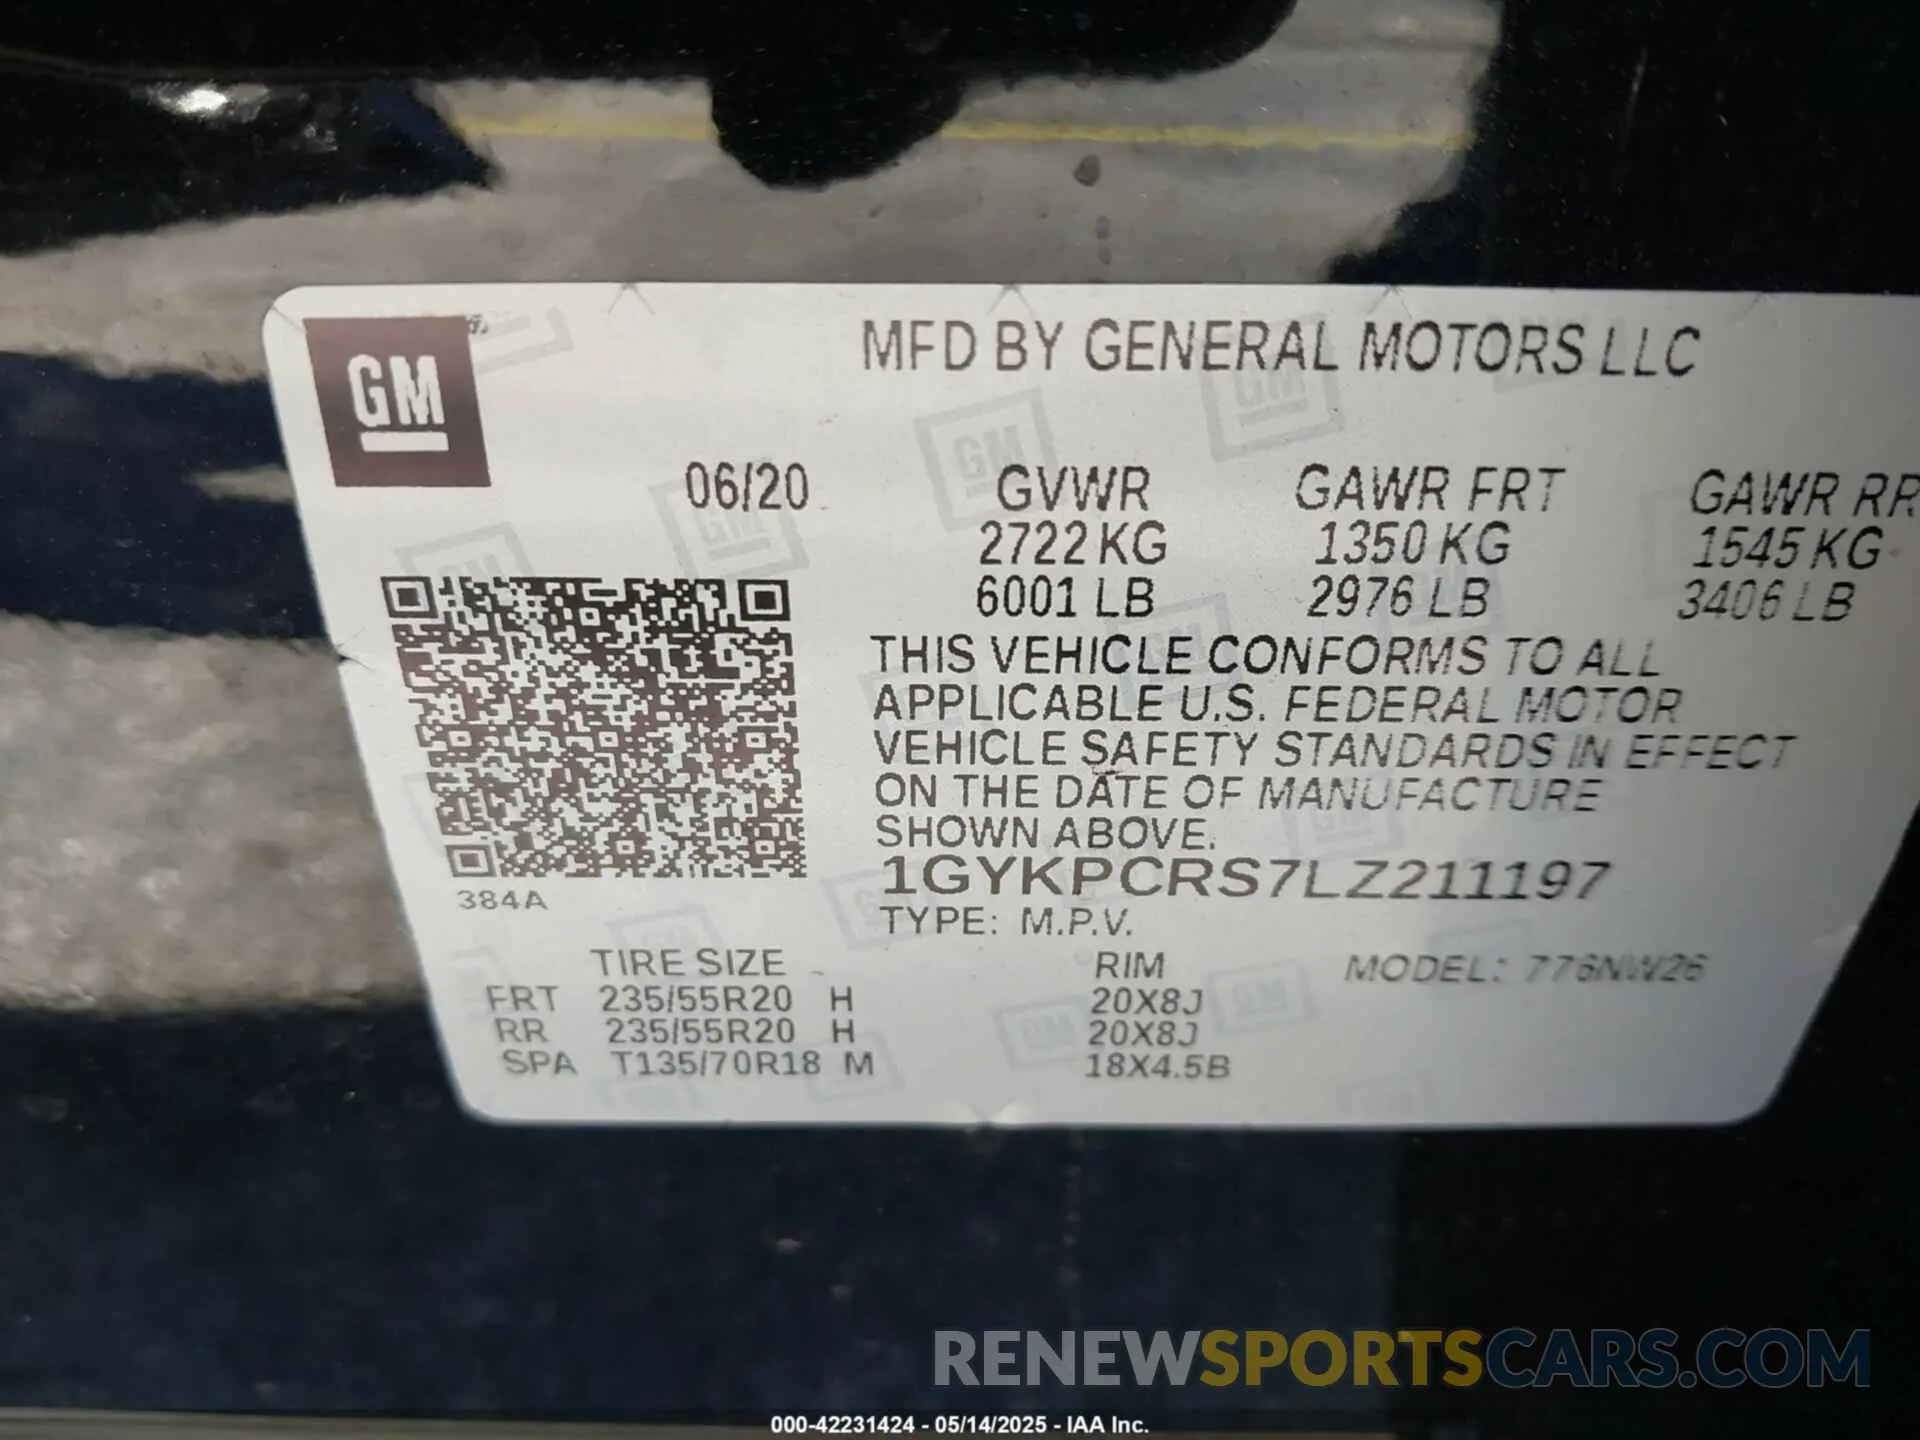 GM
MFD BY GENERAL MOTORS LLC
06/20 GVWR GAWR FRT GAWR RR
2722 KG 1350 KG 1545 KG
6001 LB 2976 LB 3406 LB
THIS VEHICLE CONFORMS TO ALL
APPLICABLE U.S. FEDERAL MOTOR
VEHICLE SAFETY STANDARDS IN EFFECT
ON THE DATE OF MANUFACTURE
SHOWN ABOVE.
1GYKPCRS7LZ211197
384A
TYPE: M.P.V.
TIRE SIZE RIM MODEL: 776NW26
FRT 235/55R20 H 20X8J
RR 235/55R20 H 20X8J
SPA T135/70R18 M 18X4.5B
RENEWSPORTSCARS.COM
000-42231424 - 05/14/2025 - IAA Inc.